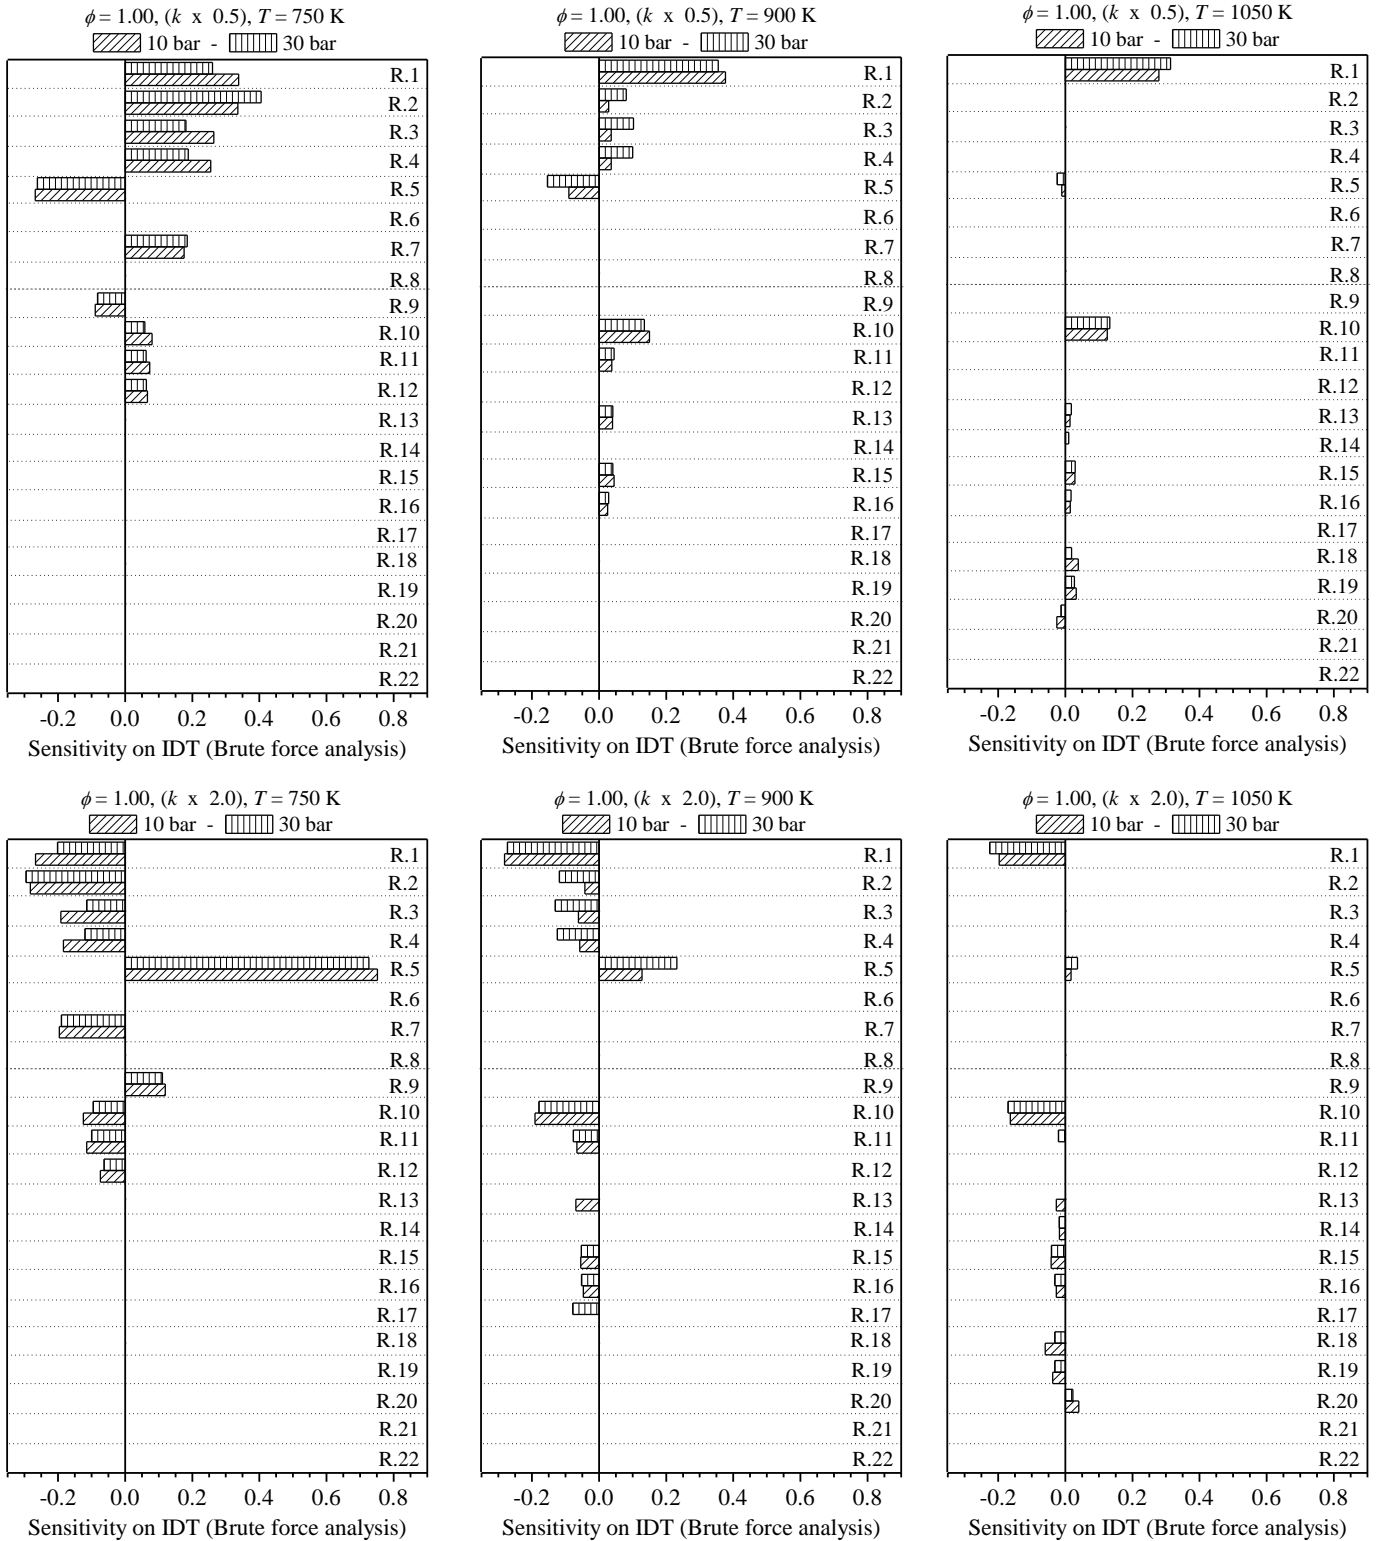 ϕ = 1.00, (k x 0.5), T = 750 K
10 bar - 30 bar
R.1
R.2
R.3
R.4
R.5
R.6
R.7
R.8
R.9
R.10
R.11
R.12
R.13
R.14
R.15
R.16
R.17
R.18
R.19
R.20
R.21
R.22
-0.2 0.0 0.2 0.4 0.6 0.8
Sensitivity on IDT (Brute force analysis)
ϕ = 1.00, (k x 0.5), T = 900 K
10 bar - 30 bar
R.1
R.2
R.3
R.4
R.5
R.6
R.7
R.8
R.9
R.10
R.11
R.12
R.13
R.14
R.15
R.16
R.17
R.18
R.19
R.20
R.21
R.22
-0.2 0.0 0.2 0.4 0.6 0.8
Sensitivity on IDT (Brute force analysis)
ϕ = 1.00, (k x 0.5), T = 1050 K
10 bar - 30 bar
R.1
R.2
R.3
R.4
R.5
R.6
R.7
R.8
R.9
R.10
R.11
R.12
R.13
R.14
R.15
R.16
R.17
R.18
R.19
R.20
R.21
R.22
-0.2 0.0 0.2 0.4 0.6 0.8
Sensitivity on IDT (Brute force analysis)
ϕ = 1.00, (k x 2.0), T = 750 K
10 bar - 30 bar
R.1
R.2
R.3
R.4
R.5
R.6
R.7
R.8
R.9
R.10
R.11
R.12
R.13
R.14
R.15
R.16
R.17
R.18
R.19
R.20
R.21
R.22
-0.2 0.0 0.2 0.4 0.6 0.8
Sensitivity on IDT (Brute force analysis)
ϕ = 1.00, (k x 2.0), T = 900 K
10 bar - 30 bar
R.1
R.2
R.3
R.4
R.5
R.6
R.7
R.8
R.9
R.10
R.11
R.12
R.13
R.14
R.15
R.16
R.17
R.18
R.19
R.20
R.21
R.22
-0.2 0.0 0.2 0.4 0.6 0.8
Sensitivity on IDT (Brute force analysis)
ϕ = 1.00, (k x 2.0), T = 1050 K
10 bar - 30 bar
R.1
R.2
R.3
R.4
R.5
R.6
R.7
R.8
R.9
R.10
R.11
R.12
R.13
R.14
R.15
R.16
R.17
R.18
R.19
R.20
R.21
R.22
-0.2 0.0 0.2 0.4 0.6 0.8
Sensitivity on IDT (Brute force analysis)